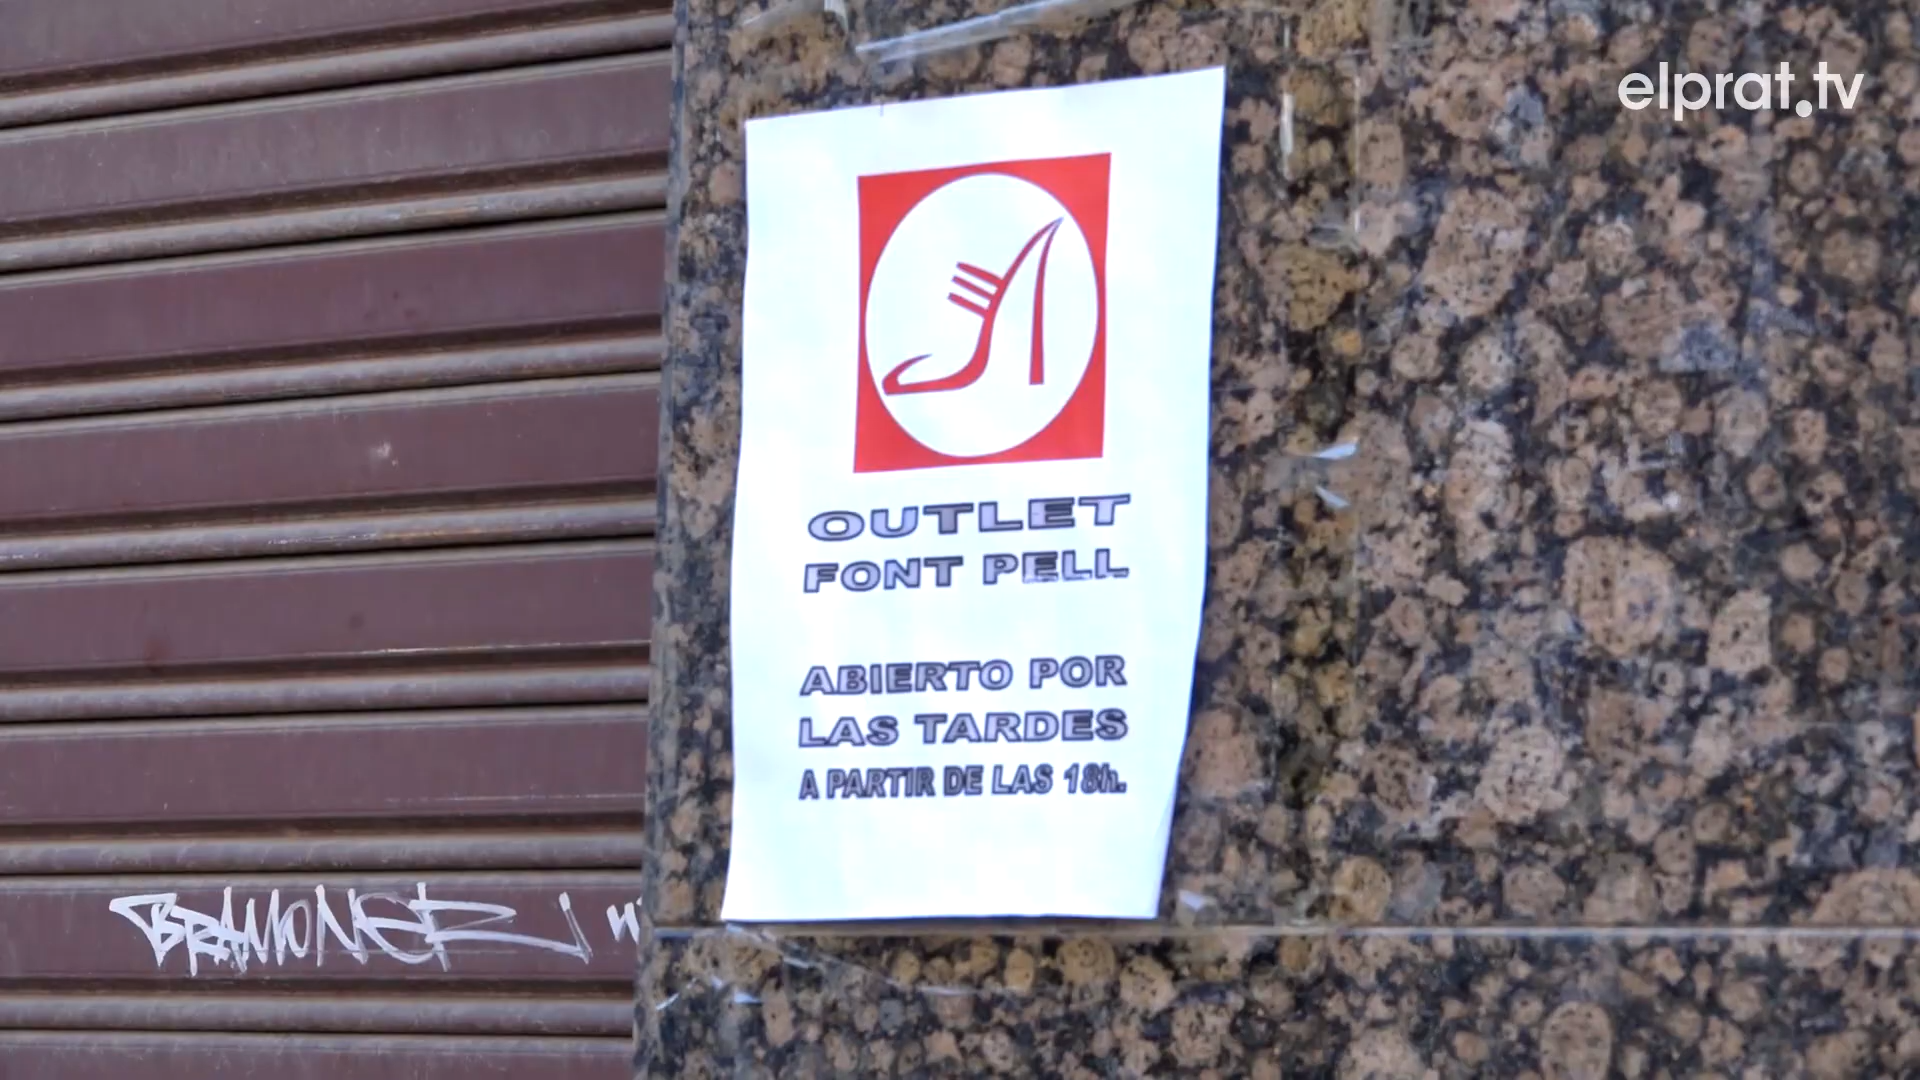 elprat.tv
OUTLET
FONT PELL
ABIERTO POR
LAS TARDES
A PARTIR DE LAS 18h.